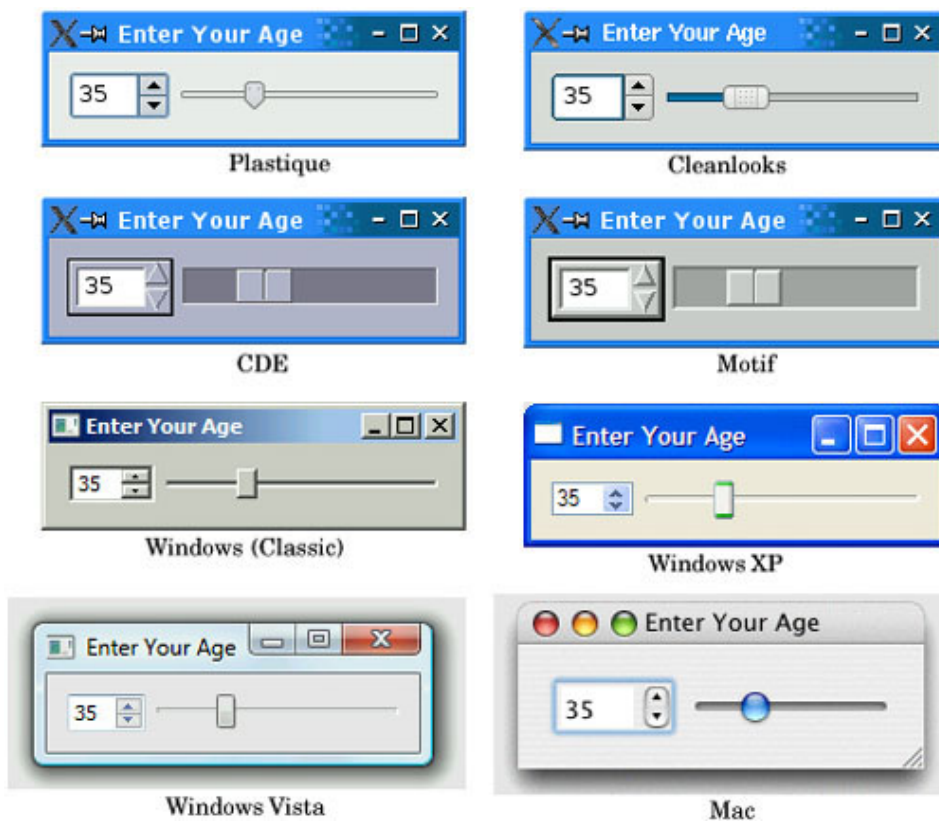 Enter Your Age
35
Plastique
Enter Your Age
35
Cleanlooks
Enter Your Age
35
CDE
Enter Your Age
35
Motif
Enter Your Age
35
Windows (Classic)
Enter Your Age
35
Windows XP
Enter Your Age
35
Windows Vista
Enter Your Age
35
Mac